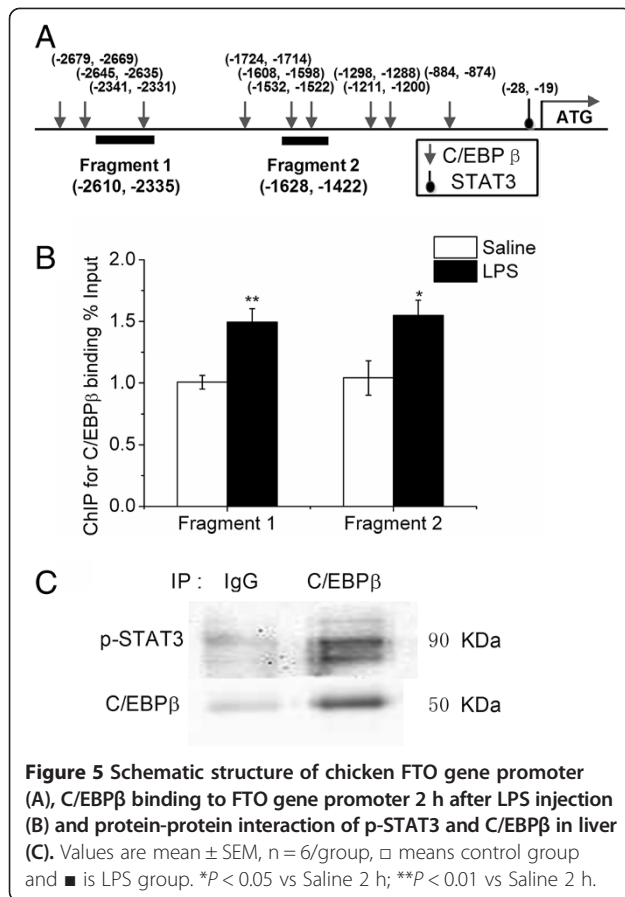 A
(-2679, -2669)
(-2645, -2635)
(-2341, -2331)
(-1724, -1714)
(-1608, -1598)
(-1532, -1522)
(-1298, -1288)
(-1211, -1200)
(-884, -874)
(-28, -19)
ATG
Fragment 1
(-2610, -2335)
Fragment 2
(-1628, -1422)
C/EBP β
STAT3
B
ChIP for C/EBPβ binding % Input
2.0
1.5
1.0
0.5
0.0
Saline
LPS
**
*
Fragment 1
Fragment 2
C
IP : IgG C/EBPβ
p-STAT3 90 KDa
C/EBPβ 50 KDa
Figure 5 Schematic structure of chicken FTO gene promoter
(A), C/EBPβ binding to FTO gene promoter 2 h after LPS injection
(B) and protein-protein interaction of p-STAT3 and C/EBPβ in liver
(C). Values are mean ± SEM, n = 6/group, □ means control group
and ■ is LPS group. *P < 0.05 vs Saline 2 h; **P < 0.01 vs Saline 2 h.